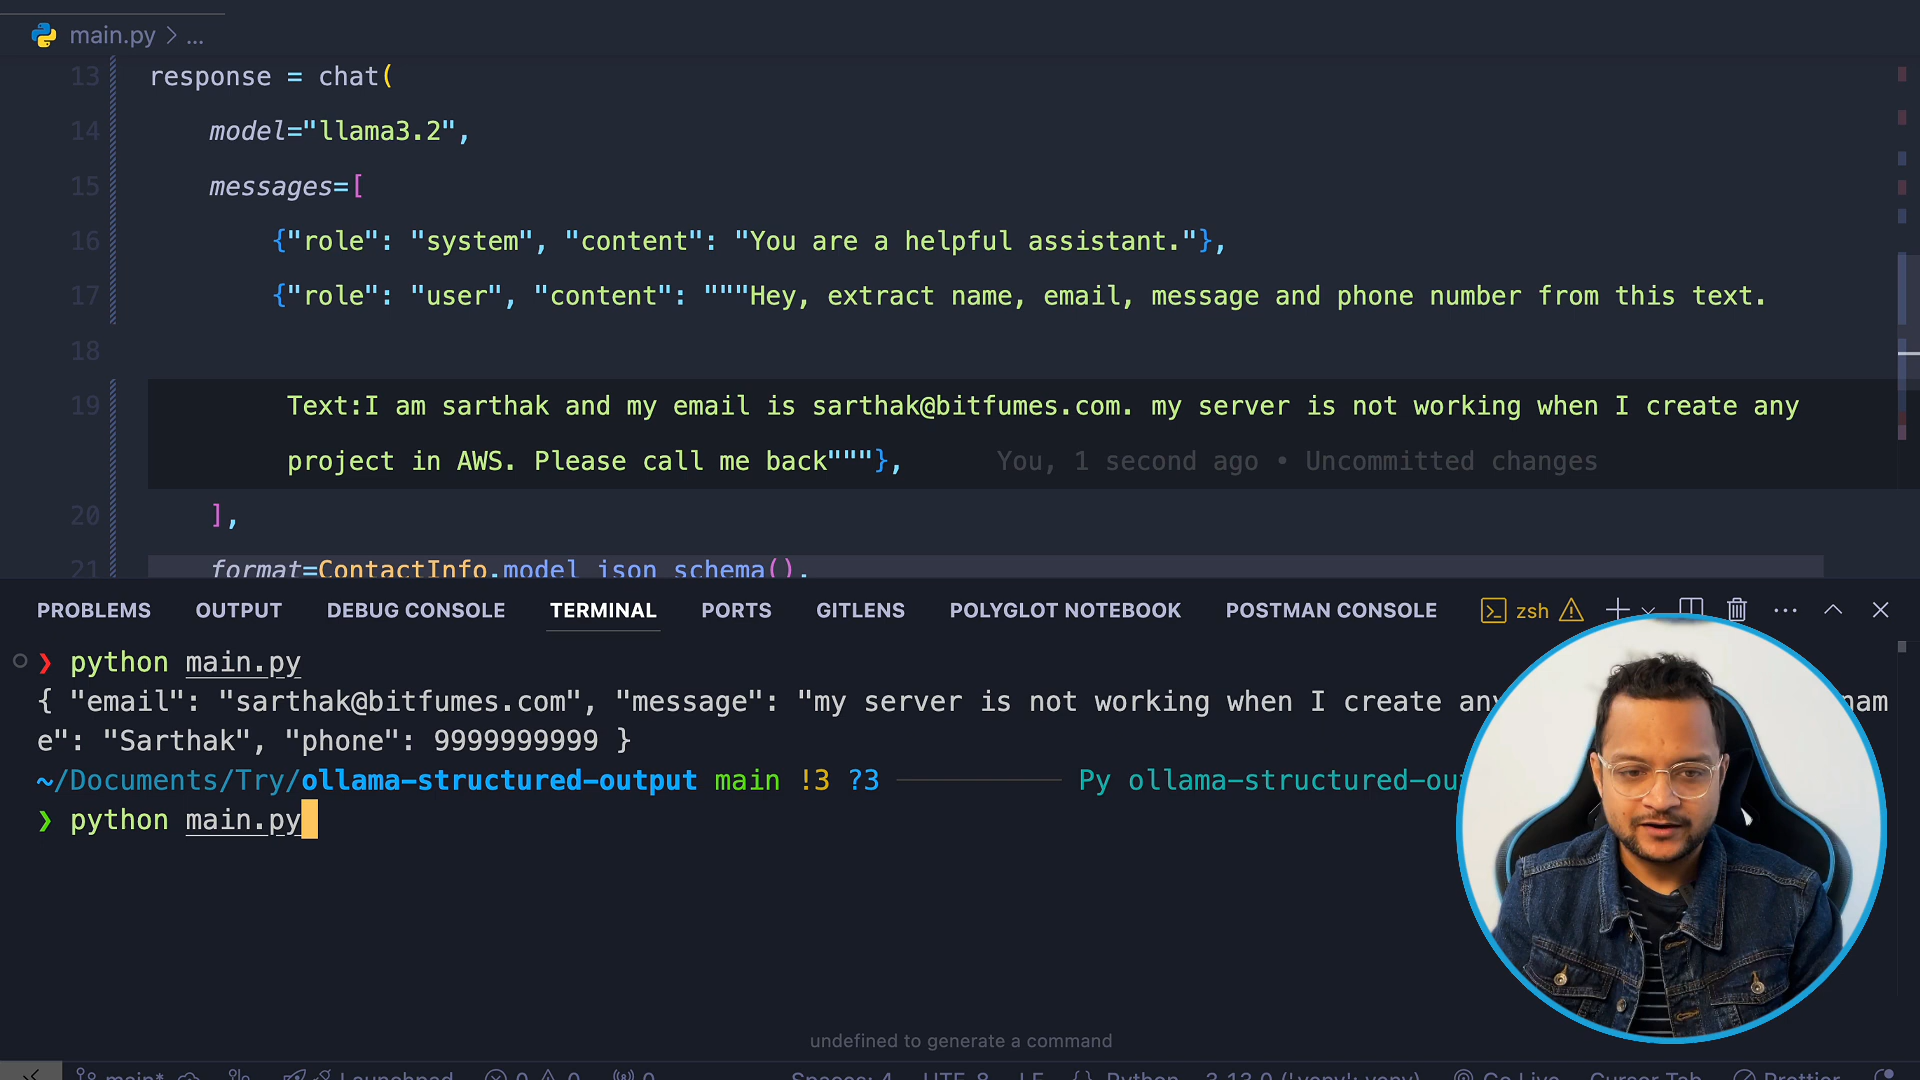 main.py > ...
13 response = chat(
14 model="llama3.2",
15 messages=[
16 {"role": "system", "content": "You are a helpful assistant."},
17 {"role": "user", "content": """Hey, extract name, email, message and phone number from this text.
18
19 Text:I am sarthak and my email is sarthak@bitfumes.com. my server is not working when I create any
project in AWS. Please call me back"""}, You, 1 second ago • Uncommitted changes
20 ],
21 format=ContactInfo.model_json_schema(),
PROBLEMS OUTPUT DEBUG CONSOLE TERMINAL PORTS GITLENS POLYGLOT NOTEBOOK POSTMAN CONSOLE zsh
❯ python main.py
{ "email": "sarthak@bitfumes.com", "message": "my server is not working when I create any nam
e": "Sarthak", "phone": 9999999999 }
~/Documents/Try/ollama-structured-output main !3 ?3 Py ollama-structured-ou
❯ python main.py
undefined to generate a command
main* Launchpad 0 0 0 Spaces: 4 UTF-8 LF {} Python 3.13.0 ('.venv': venv) Go Live Cursor Tab Prettier